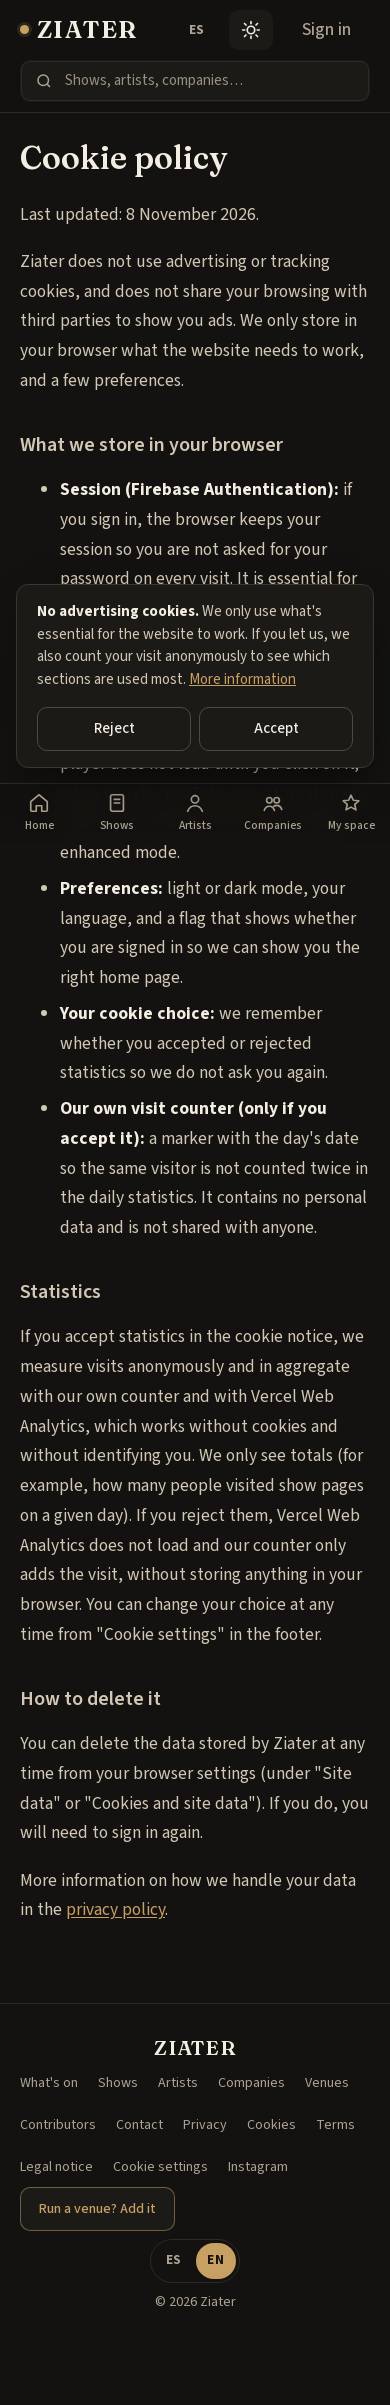 ZIATER
ES
Sign in
Shows, artists, companies…
Cookie policy
Last updated: 8 November 2026.
Ziater does not use advertising or tracking
cookies, and does not share your browsing with
third parties to show you ads. We only store in
your browser what the website needs to work,
and a few preferences.
What we store in your browser
Session (Firebase Authentication): if
you sign in, the browser keeps your
session so you are not asked for your
password on every visit. It is essential for
No advertising cookies. We only use what's
essential for the website to work. If you let us, we
also count your visit anonymously to see which
sections are used most. More information
Reject
Accept
player does not load until you click on it,
Home
Shows
Artists
Companies
My space
enhanced mode.
Preferences: light or dark mode, your
language, and a flag that shows whether
you are signed in so we can show you the
right home page.
Your cookie choice: we remember
whether you accepted or rejected
statistics so we do not ask you again.
Our own visit counter (only if you
accept it): a marker with the day's date
so the same visitor is not counted twice in
the daily statistics. It contains no personal
data and is not shared with anyone.
Statistics
If you accept statistics in the cookie notice, we
measure visits anonymously and in aggregate
with our own counter and with Vercel Web
Analytics, which works without cookies and
without identifying you. We only see totals (for
example, how many people visited show pages
on a given day). If you reject them, Vercel Web
Analytics does not load and our counter only
adds the visit, without storing anything in your
browser. You can change your choice at any
time from "Cookie settings" in the footer.
How to delete it
You can delete the data stored by Ziater at any
time from your browser settings (under "Site
data" or "Cookies and site data"). If you do, you
will need to sign in again.
More information on how we handle your data
in the privacy policy.
ZIATER
What's on
Shows
Artists
Companies
Venues
Contributors
Contact
Privacy
Cookies
Terms
Legal notice
Cookie settings
Instagram
Run a venue? Add it
ES
EN
© 2026 Ziater